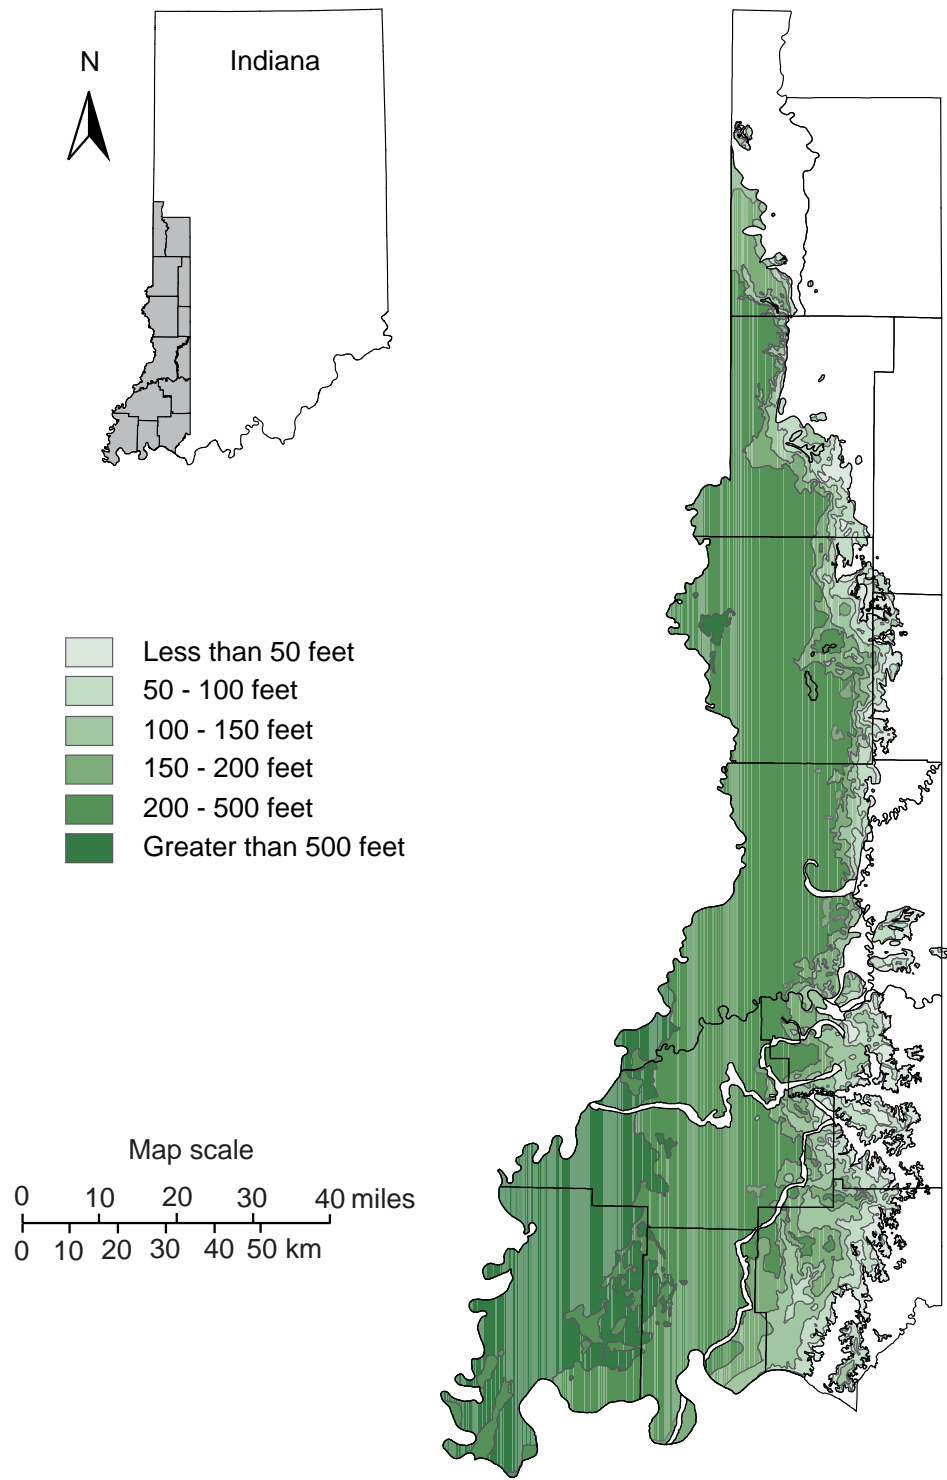 N
Indiana
Less than 50 feet
50 - 100 feet
100 - 150 feet
150 - 200 feet
200 - 500 feet
Greater than 500 feet
Map scale
0 10 20 30 40 miles
0 10 20 30 40 50 km